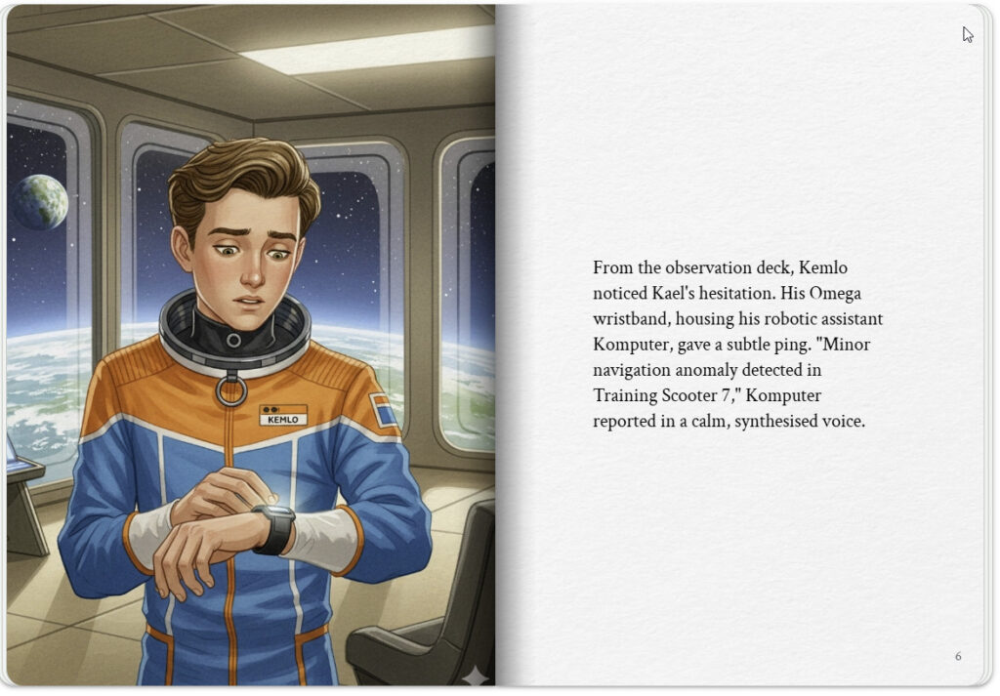 KEMLO
From the observation deck, Kemlo
noticed Kael's hesitation. His Omega
wristband, housing his robotic assistant
Komputer, gave a subtle ping. "Minor
navigation anomaly detected in
Training Scooter 7," Komputer
reported in a calm, synthesised voice.
6